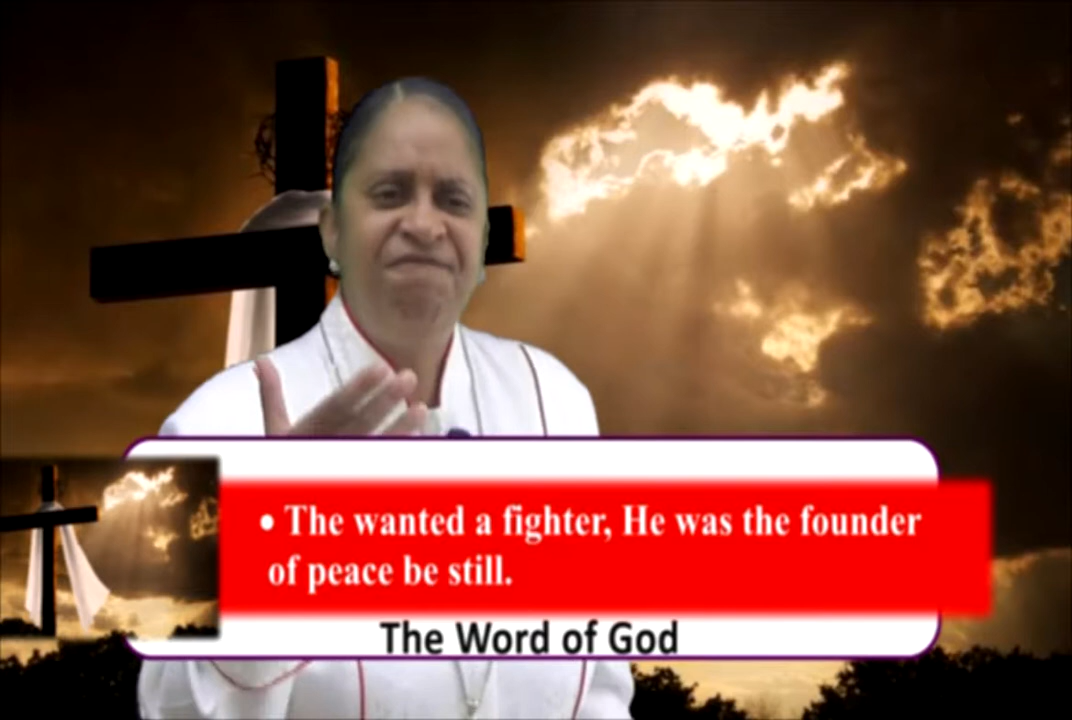 • The wanted a fighter, He was the founder
of peace be still.
The Word of God